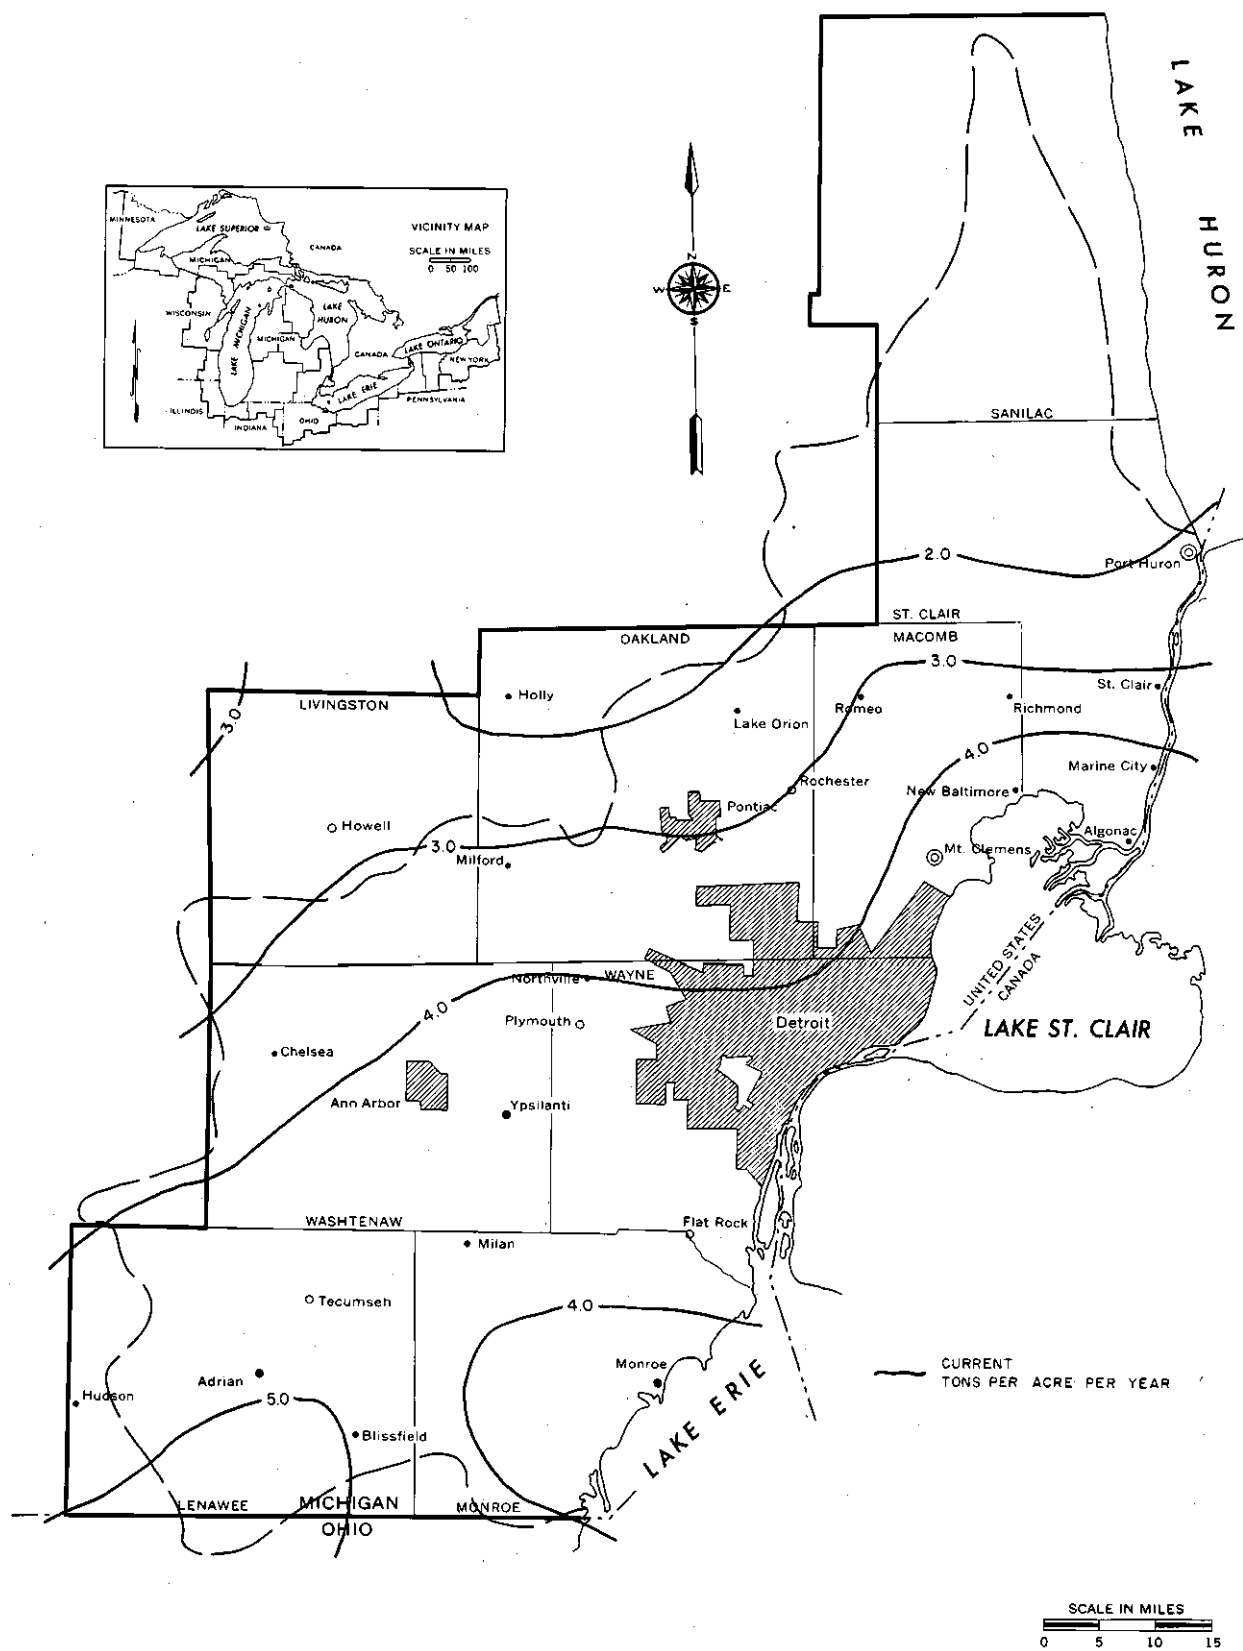 LAKE HURON
MINNESOTA
LAKE SUPERIOR
VICINITY MAP
CANADA
SCALE IN MILES
0 50 100
MICHIGAN
WISCONSIN
LAKE MICHIGAN
LAKE HURON
MICHIGAN
CANADA
LAKE ONTARIO
NEW YORK
LAKE ERIE
PENNSYLVANIA
ILLINOIS
INDIANA
OHIO
N
W E
S
SANILAC
2.0
Port Huron
ST. CLAIR
OAKLAND
MACOMB
3.0
St. Clair
LIVINGSTON
Holly
3.0
Lake Orion
Romeo
Richmond
4.0
Marine City
Rochester
New Baltimore
Pontiac
Howell
3.0
Milford
Algonac
Mt. Clemens
UNITED STATES
CANADA
Northville
WAYNE
4.0
Plymouth
Detroit
LAKE ST. CLAIR
Chelsea
Ann Arbor
Ypsilanti
WASHTENAW
Flat Rock
Milan
Tecumseh
4.0
Monroe
LAKE ERIE
CURRENT
TONS PER ACRE PER YEAR
Adrian
Hudson
5.0
Blissfield
LENAWEE
MICHIGAN
MONROE
OHIO
SCALE IN MILES
0 5 10 15